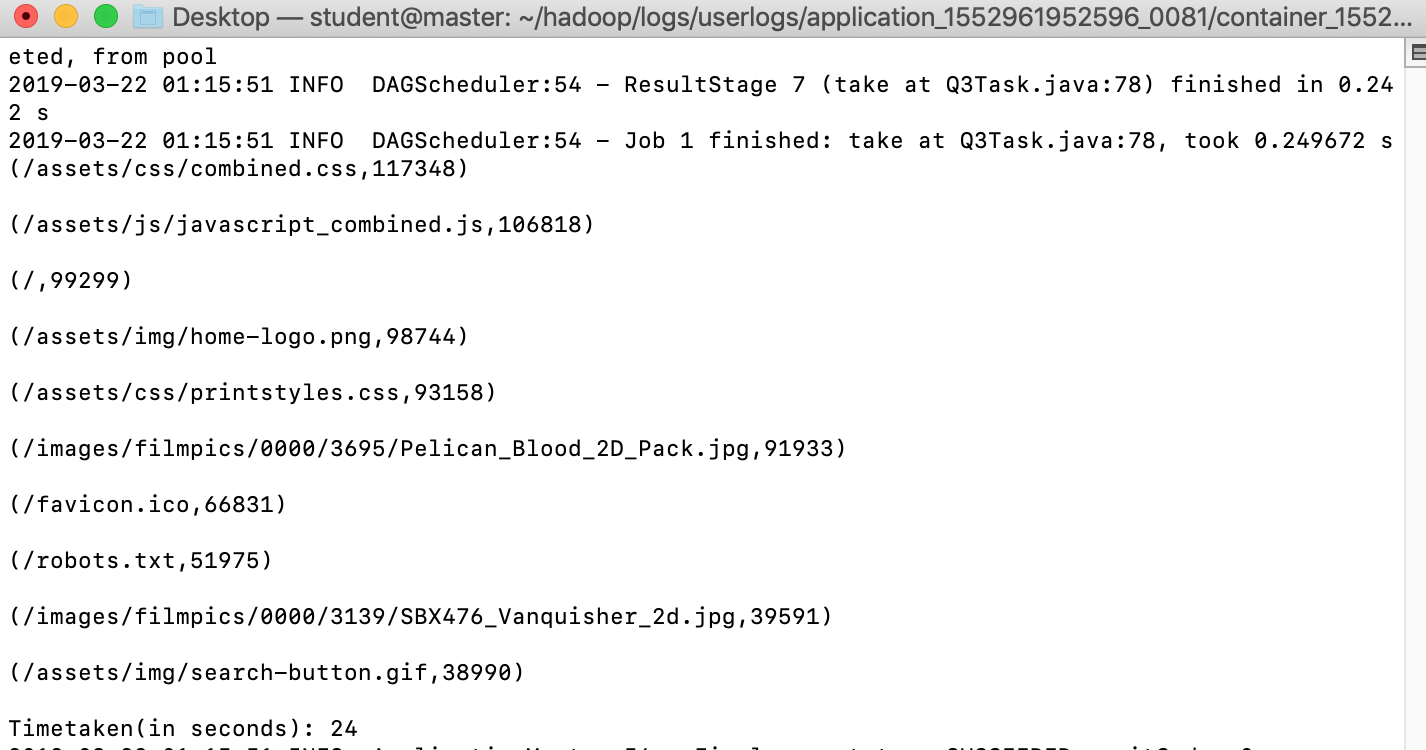 Desktop — student@master: ~/hadoop/logs/userlogs/application_1552961952596_0081/container_1552...
eted, from pool
2019-03-22 01:15:51 INFO  DAGScheduler:54 - ResultStage 7 (take at Q3Task.java:78) finished in 0.24
2 s
2019-03-22 01:15:51 INFO  DAGScheduler:54 - Job 1 finished: take at Q3Task.java:78, took 0.249672 s
(/assets/css/combined.css,117348)
(/assets/js/javascript_combined.js,106818)
(/,99299)
(/assets/img/home-logo.png,98744)
(/assets/css/printstyles.css,93158)
(/images/filmpics/0000/3695/Pelican_Blood_2D_Pack.jpg,91933)
(/favicon.ico,66831)
(/robots.txt,51975)
(/images/filmpics/0000/3139/SBX476_Vanquisher_2d.jpg,39591)
(/assets/img/search-button.gif,38990)
Timetaken(in seconds): 24